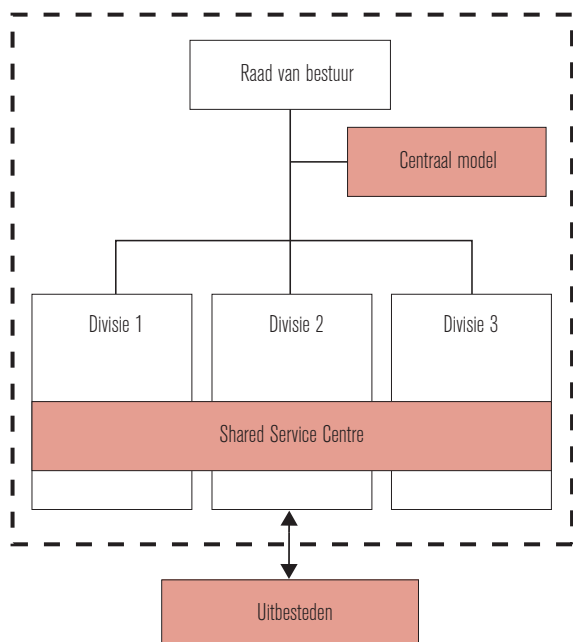 Raad van bestuur
Centraal model
Divisie 1
Divisie 2
Divisie 3
Shared Service Centre
Uitbesteden